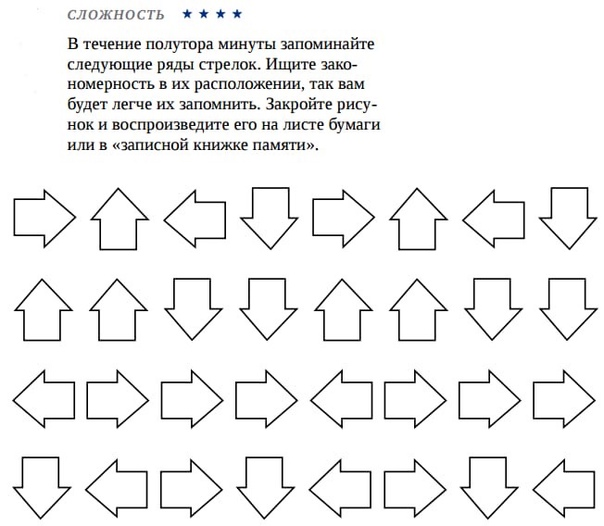 СЛОЖНОСТЬ ★ ★ ★ ★
В течение полутора минуты запоминайте
следующие ряды стрелок. Ищите зако-
номерность в их расположении, так вам
будет легче их запомнить. Закройте рису-
нок и воспроизведите его на листе бумаги
или в «записной книжке памяти».